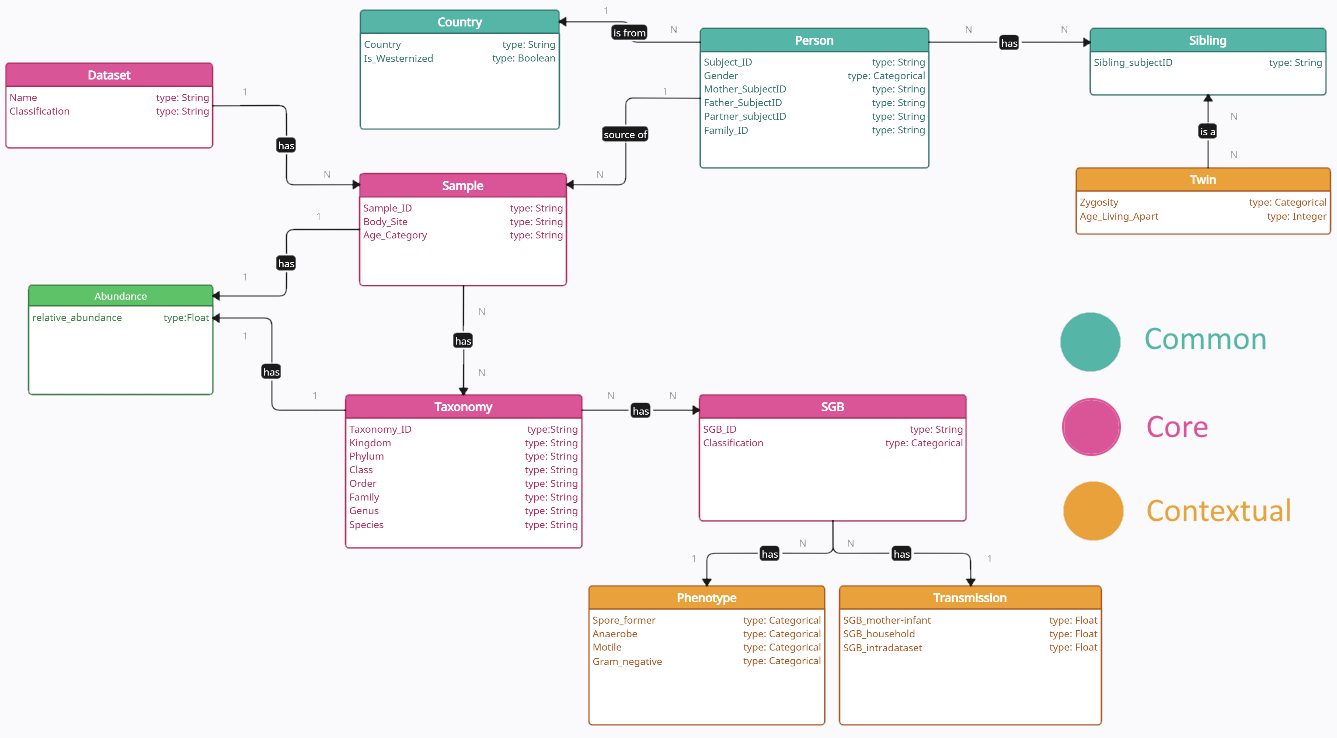 Country
Country type: String
Is_Westernized type: Boolean
1
is from
N
Person
Subject_ID type: String
Gender type: Categorical
Mother_SubjectID type: String
Father_SubjectID type: String
Partner_subjectID type: String
Family_ID type: String
N
has
N
Sibling
Sibling_subjectID type: String
Dataset
Name type: String
Classification type: String
1
has
N
1
source of
N
N
is a
N
Twin
Zygosity type: Categorical
Age_Living_Apart type: Integer
Sample
Sample_ID type: String
Body_Site type: String
Age_Category type: String
1
has
1
Abundance
relative_abundance type:Float
1
has
1
N
has
N
Taxonomy
Taxonomy_ID type:String
Kingdom type: String
Phylum type: String
Class type: String
Order type: String
Family type: String
Genus type: String
Species type: String
N
has
N
SGB
SGB_ID type: String
Classification type: Categorical
Common
Core
Contextual
1
has
N
N
has
1
Phenotype
Spore_former type: Categorical
Anaerobe type: Categorical
Motile type: Categorical
Gram_negative type: Categorical
Transmission
SGB_mother-infant type: Float
SGB_household type: Float
SGB_intradataset type: Float